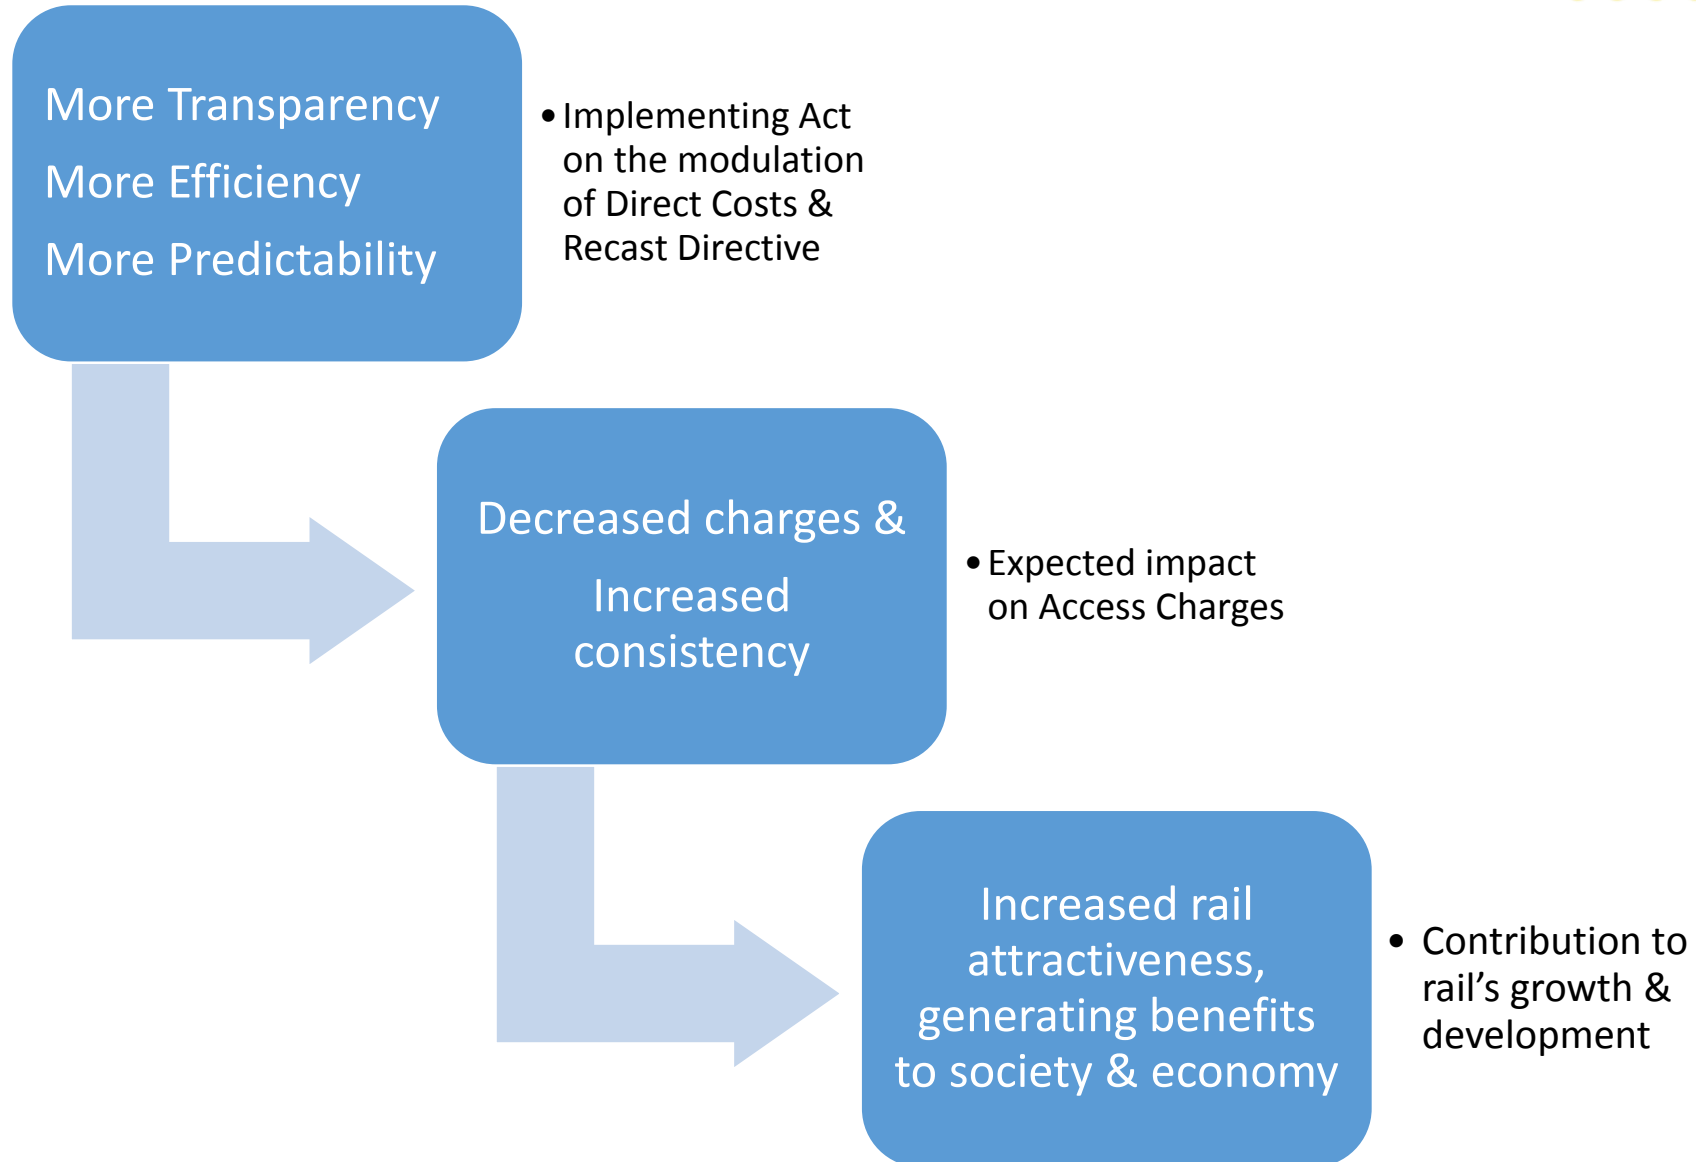 More Transparency
More Efficiency
More Predictability
•Implementing Act
on the modulation
of Direct Costs &
Recast Directive
Decreased charges &
Increased
consistency
•Expected impact
on Access Charges
Increased rail
attractiveness,
generating benefits
to society & economy
• Contribution to
rail’s growth &
development